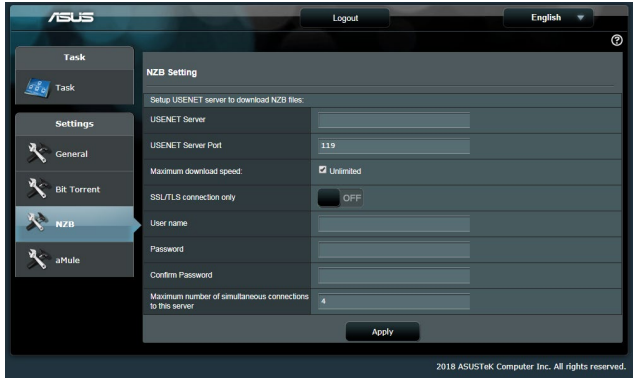 ASUS
Logout
English
Task
Task
Settings
General
Bit Torrent
NZB
aMule
NZB Setting
Setup USENET server to download NZB files:
USENET Server
USENET Server Port
119
Maximum download speed:
Unlimited
SSL/TLS connection only
OFF
User name
Password
Confirm Password
Maximum number of simultaneous connections
to this server
4
Apply
2018 ASUSTeK Computer Inc. All rights reserved.